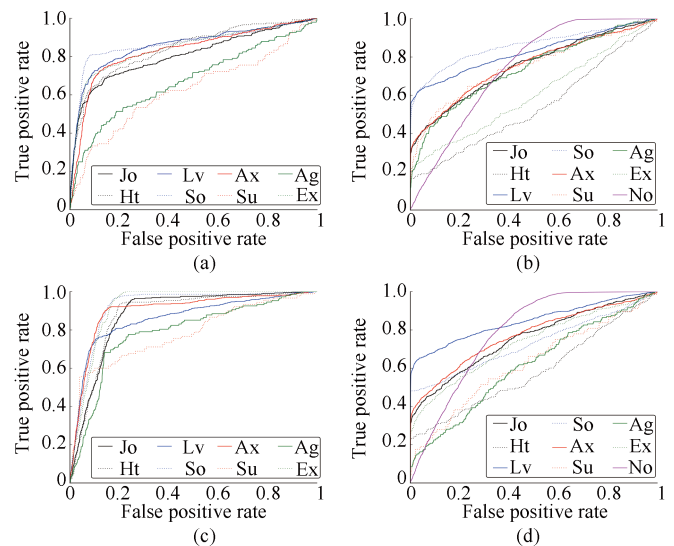 1.0
0.8
0.6
0.4
0.2
0
True positive rate
Jo Lv Ax Ag
Ht So Su Ex
0 0.2 0.4 0.6 0.8 1
False positive rate
(a)
1.0
0.8
0.6
0.4
0.2
0
True positive rate
Jo So Ag
Ht Ax Ex
Lv Su No
0 0.2 0.4 0.6 0.8 1
False positive rate
(b)
1.0
0.8
0.6
0.4
0.2
0
True positive rate
Jo Lv Ax Ag
Ht So Su Ex
0 0.2 0.4 0.6 0.8 1
False positive rate
(c)
1.0
0.8
0.6
0.4
0.2
0
True positive rate
Jo So Ag
Ht Ax Ex
Lv Su No
0 0.2 0.4 0.6 0.8 1
False positive rate
(d)